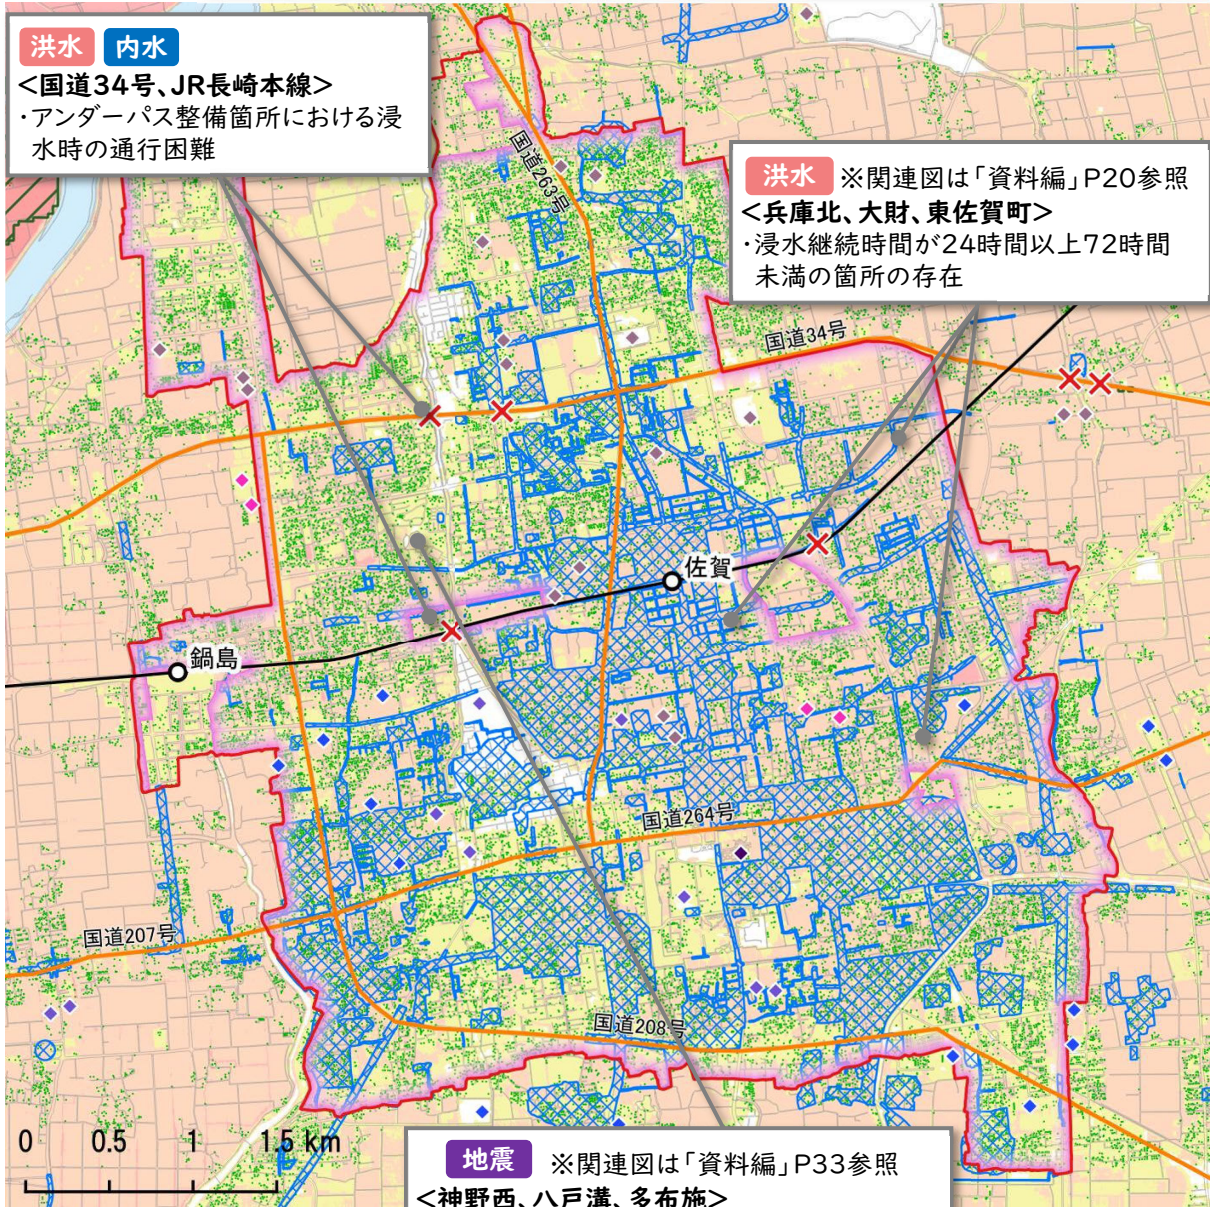 洪水 内水
<国道34号、JR長崎本線>
・アンダーパス整備箇所における浸
水時の通行困難
洪水 ※関連図は「資料編」P20参照
<兵庫北、大財、東佐賀町>
・浸水継続時間が24時間以上72時間
未満の箇所の存在
国道263号
国道34号
佐賀
鍋島
国道264号
国道207号
国道208号
0 0.5 1 1.5 km
地震 ※関連図は「資料編」P33参照
<神野西、八戸溝、多布施>